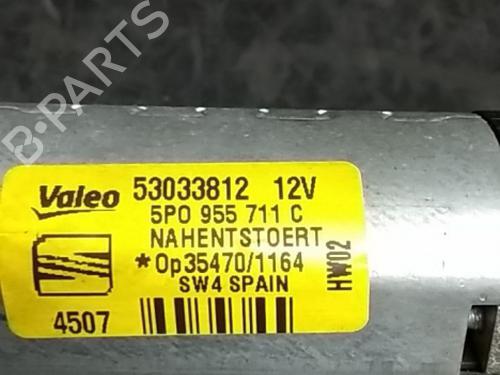 B-PARTS
Valeo 53033812 12V
5P0 955 711 C
NAHENTSTOERT
*Op35470/1164
SW4 SPAIN
4507
HW02